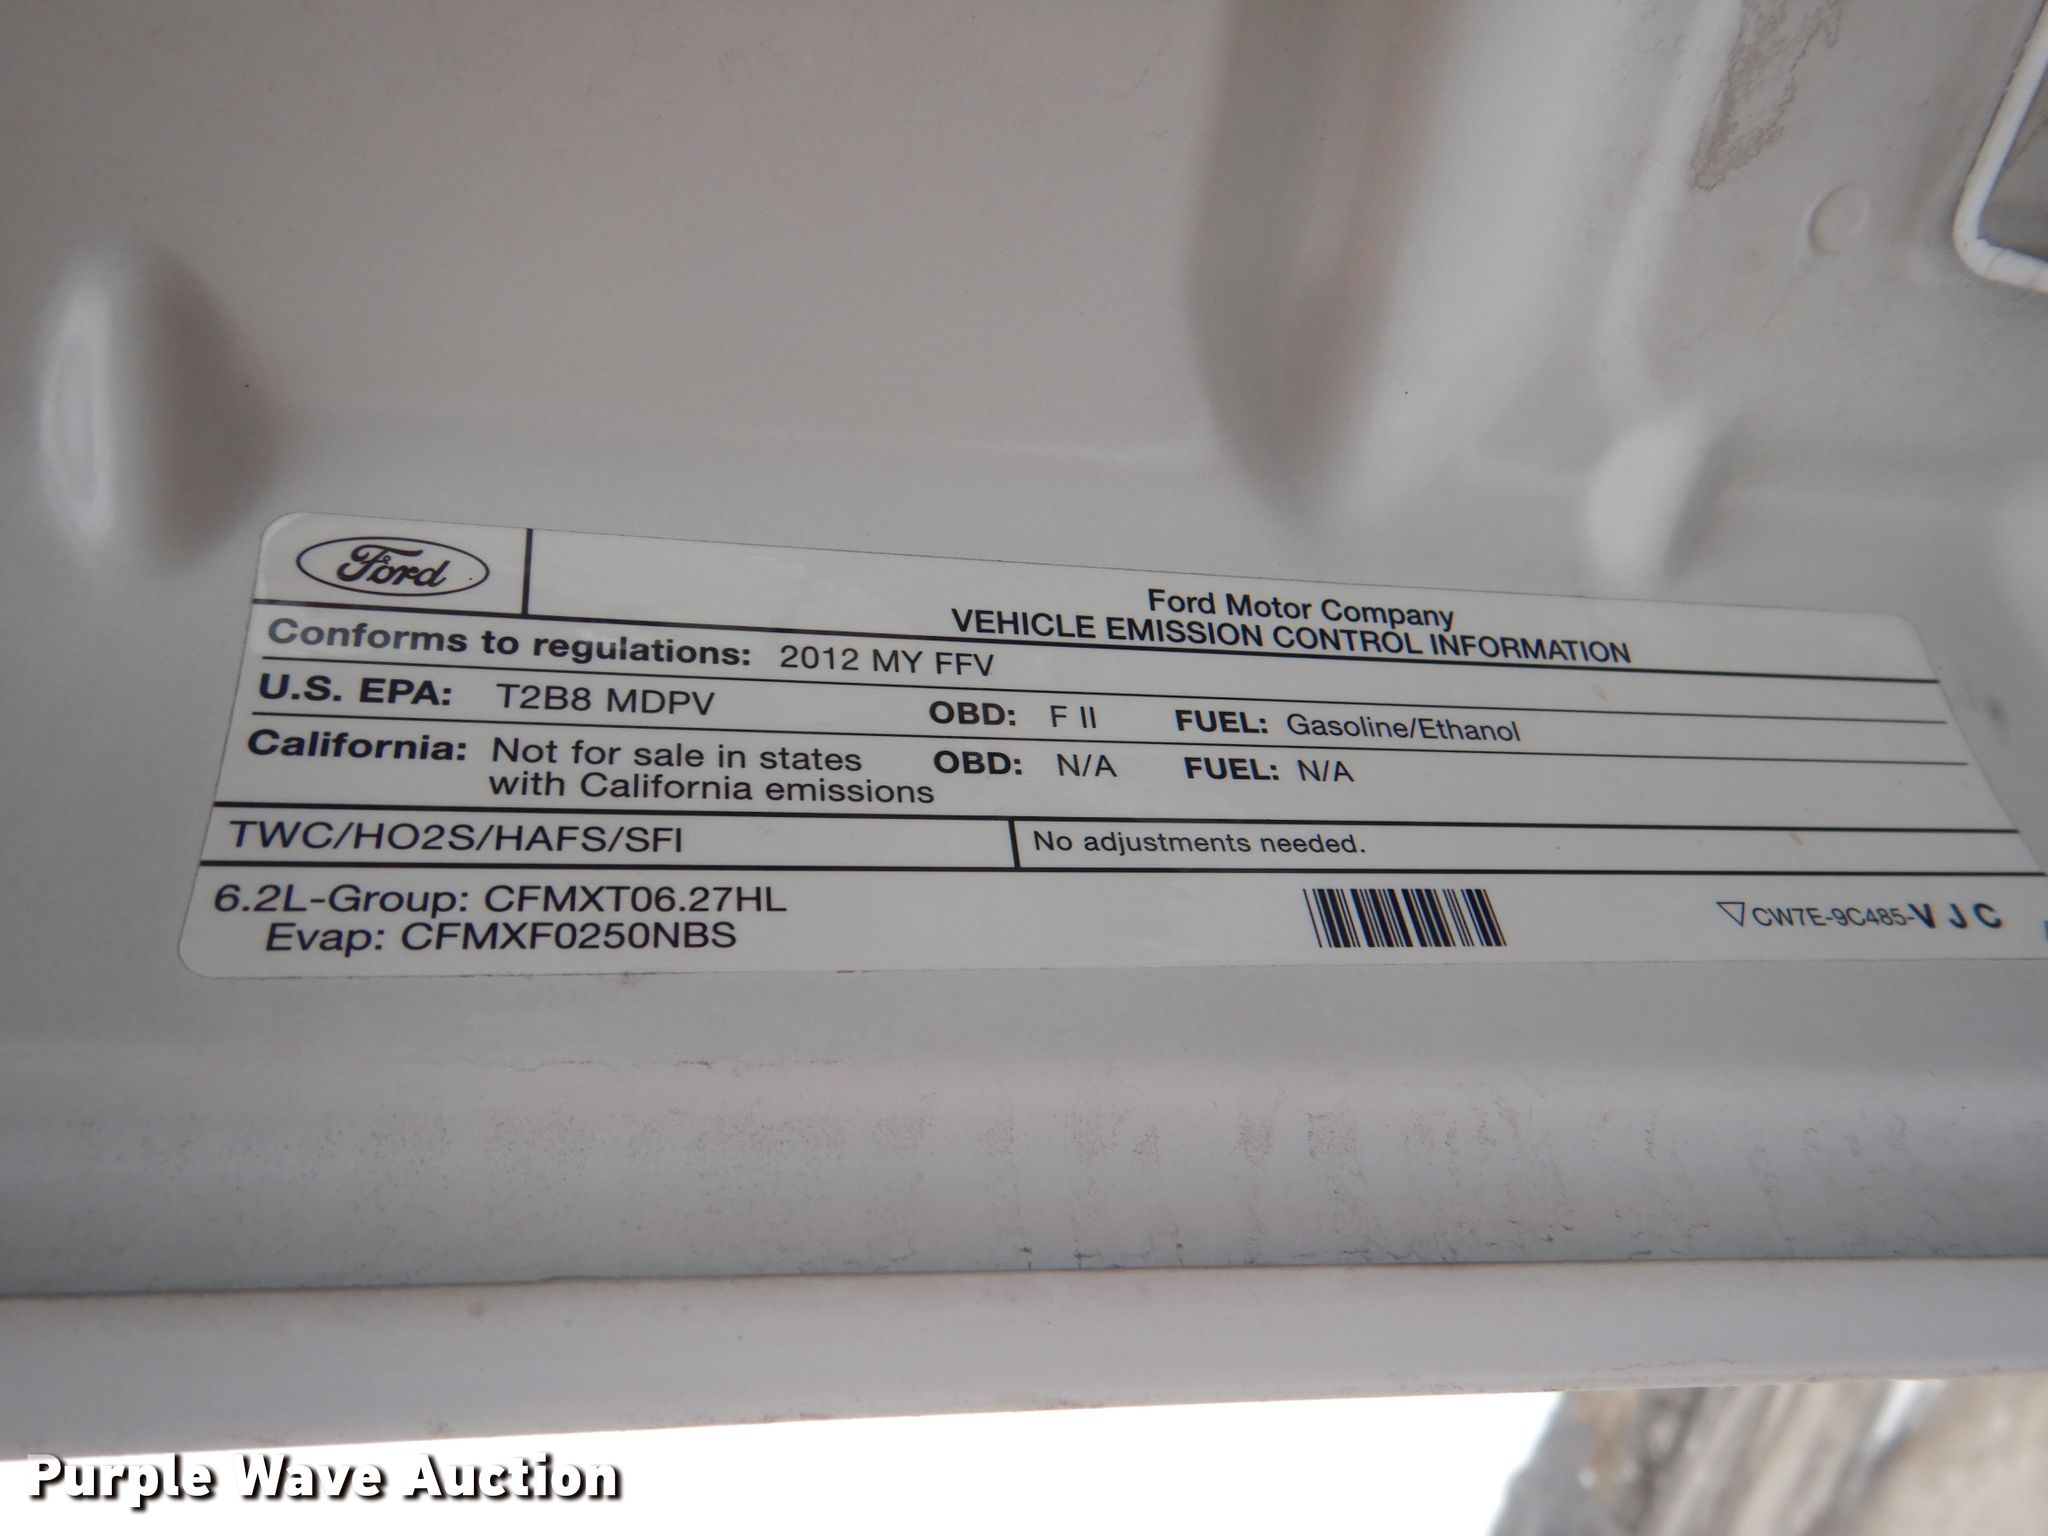 Ford
Ford Motor Company
VEHICLE EMISSION CONTROL INFORMATION
Conforms to regulations: 2012 MY FFV
U.S. EPA: T2B8 MDPV OBD: F II FUEL: Gasoline/Ethanol
California: Not for sale in states OBD: N/A FUEL: N/A
with California emissions
TWC/HO2S/HAFS/SFI No adjustments needed.
6.2L-Group: CFMXT06.27HL
Evap: CFMXF0250NBS
CW7E-9C485-VJC
Purple Wave Auction